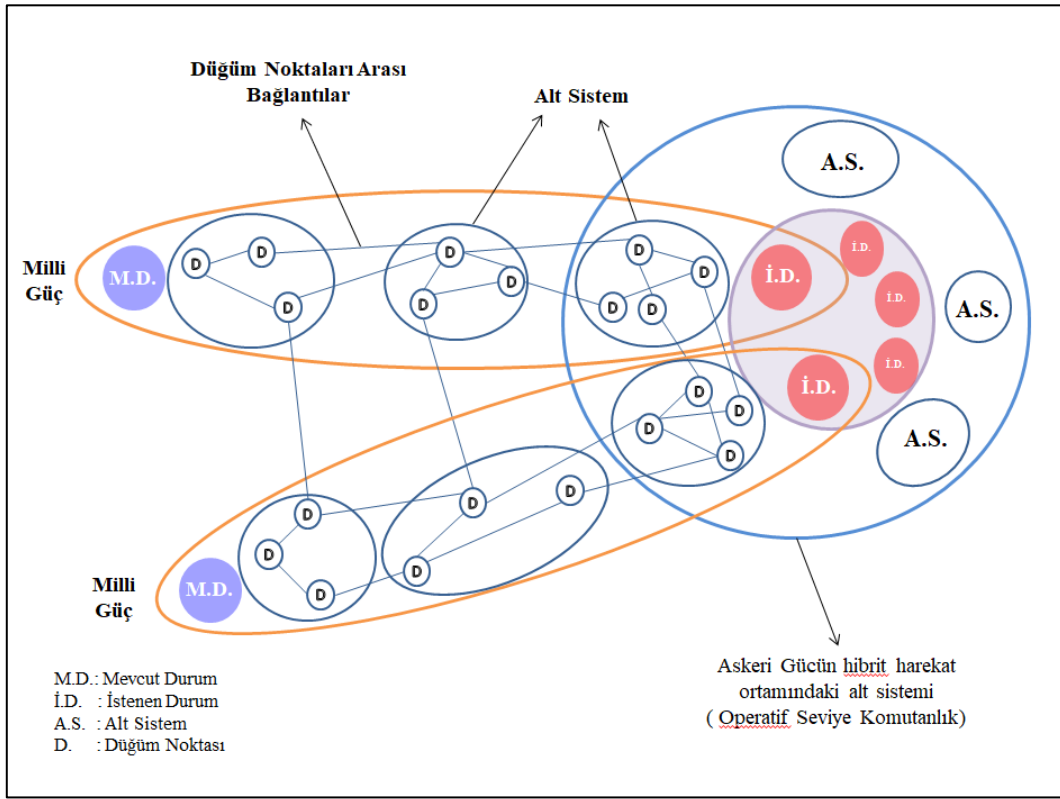 Düğüm Noktaları Arası
Bağlantılar
Alt Sistem
A.S.
D
D
D
D
D
D
D
D
D
D
Milli
Güç
M.D.
İ.D.
İ.D.
İ.D.
A.S.
İ.D.
İ.D.
D
D
D
D
A.S.
D
D
D
D
D
D
Milli
Güç
M.D.
Askeri Gücün hibrit harekat
ortamındaki alt sistemi
( Operatif Seviye Komutanlık)
M.D.: Mevcut Durum
İ.D. : İstenen Durum
A.S. : Alt Sistem
D. : Düğüm Noktası